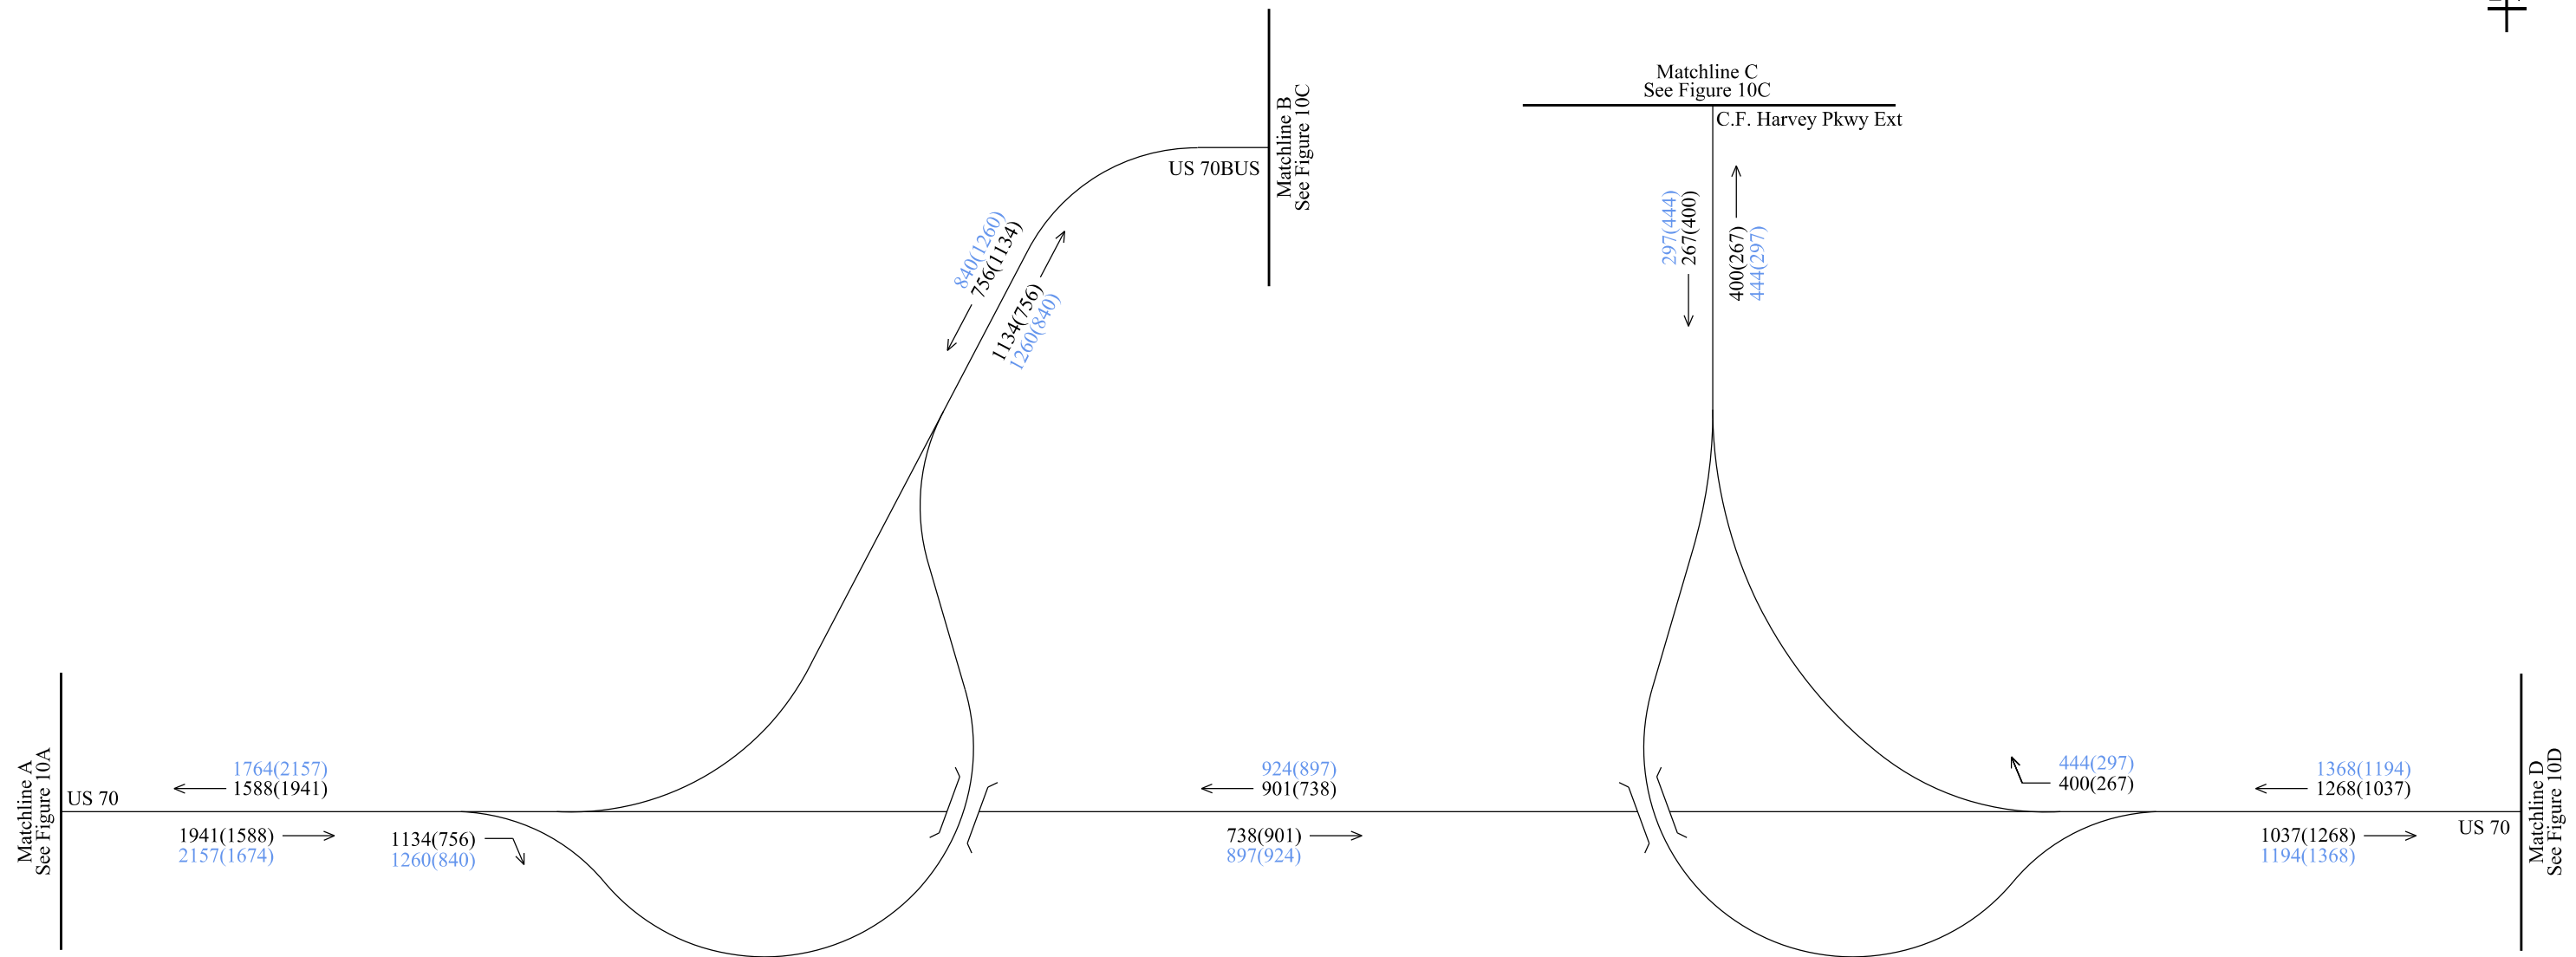 Matchline C
See Figure 10C
C.F. Harvey Pkwy Ext
Matchline B
See Figure 10C
US 70BUS
840(1260)
756(1134)
1134(756)
1260(840)
297(444)
267(400)
400(267)
444(297)
Matchline A
See Figure 10A
US 70
1764(2157)
1588(1941)
1941(1588)
2157(1674)
1134(756)
1260(840)
924(897)
901(738)
738(901)
897(924)
444(297)
400(267)
1368(1194)
1268(1037)
1037(1268)
1194(1368)
US 70
Matchline D
See Figure 10D